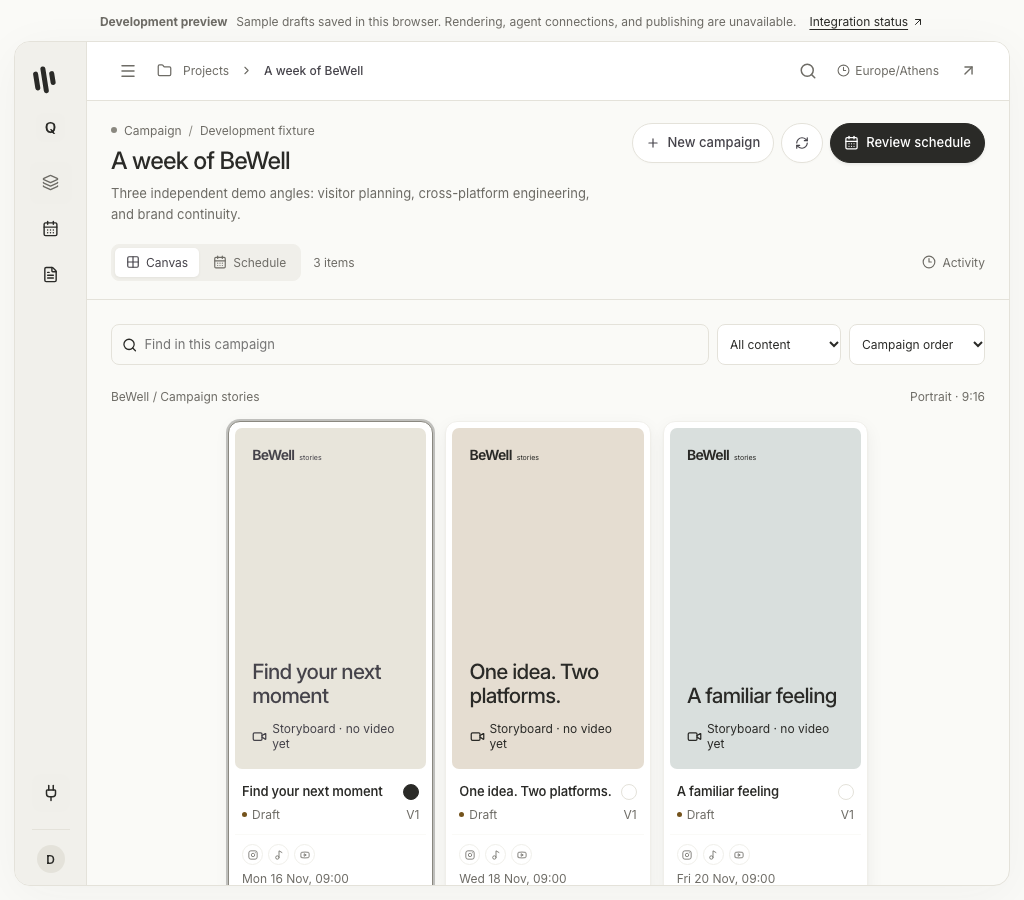 Development preview Sample drafts saved in this browser. Rendering, agent connections, and publishing are unavailable. Integration status
Projects A week of BeWell Europe/Athens
Q
Campaign / Development fixture
A week of BeWell
New campaign Review schedule
Three independent demo angles: visitor planning, cross-platform engineering,
and brand continuity.
Canvas Schedule 3 items Activity
Find in this campaign All content Campaign order
BeWell / Campaign stories Portrait · 9:16
BeWell stories
Find your next
moment
Storyboard · no video
yet
Find your next moment
Draft V1
Mon 16 Nov, 09:00
BeWell stories
One idea. Two
platforms.
Storyboard · no video
yet
One idea. Two platforms.
Draft V1
Wed 18 Nov, 09:00
BeWell stories
A familiar feeling
Storyboard · no video
yet
A familiar feeling
Draft V1
Fri 20 Nov, 09:00
D